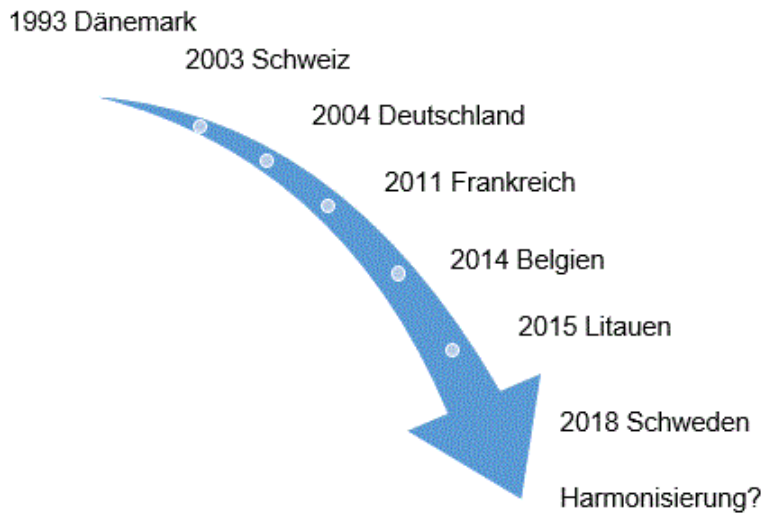 1993 Dänemark
2003 Schweiz
2004 Deutschland
2011 Frankreich
2014 Belgien
2015 Litauen
2018 Schweden
Harmonisierung?